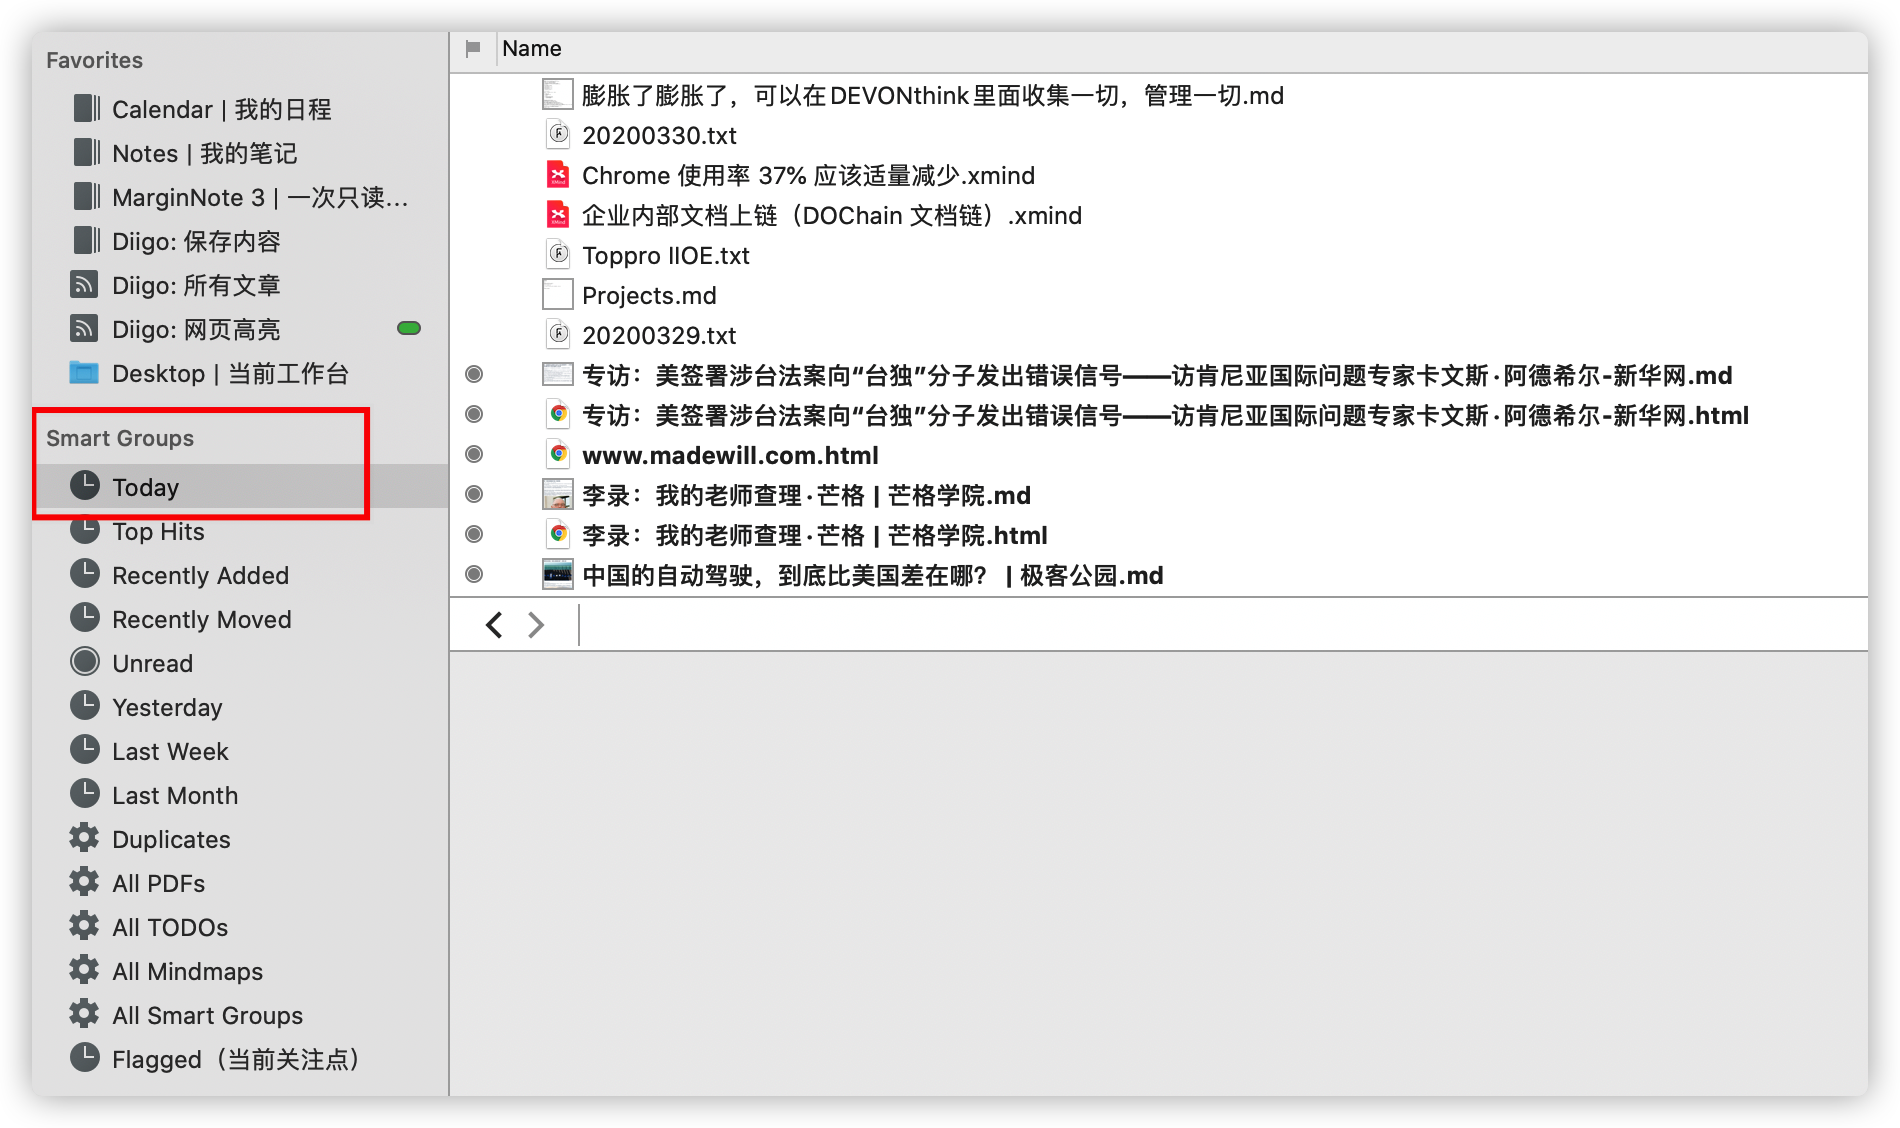 Favorites
Calendar | 我的日程
Notes | 我的笔记
MarginNote 3 | 一次只读…
Diigo: 保存内容
Diigo: 所有文章
Diigo: 网页高亮
Desktop | 当前工作台
Smart Groups
Today
Top Hits
Recently Added
Recently Moved
Unread
Yesterday
Last Week
Last Month
Duplicates
All PDFs
All TODOs
All Mindmaps
All Smart Groups
Flagged（当前关注点）
Name
膨胀了膨胀了，可以在DEVONthink里面收集一切，管理一切.md
20200330.txt
Chrome 使用率 37% 应该适量减少.xmind
企业内部文档上链（DOChain 文档链）.xmind
Toppro IIOE.txt
Projects.md
20200329.txt
专访：美签署涉台法案向“台独”分子发出错误信号——访肯尼亚国际问题专家卡文斯·阿德希尔-新华网.md
专访：美签署涉台法案向“台独”分子发出错误信号——访肯尼亚国际问题专家卡文斯·阿德希尔-新华网.html
www.madewill.com.html
李录：我的老师查理·芒格 | 芒格学院.md
李录：我的老师查理·芒格 | 芒格学院.html
中国的自动驾驶，到底比美国差在哪？ | 极客公园.md